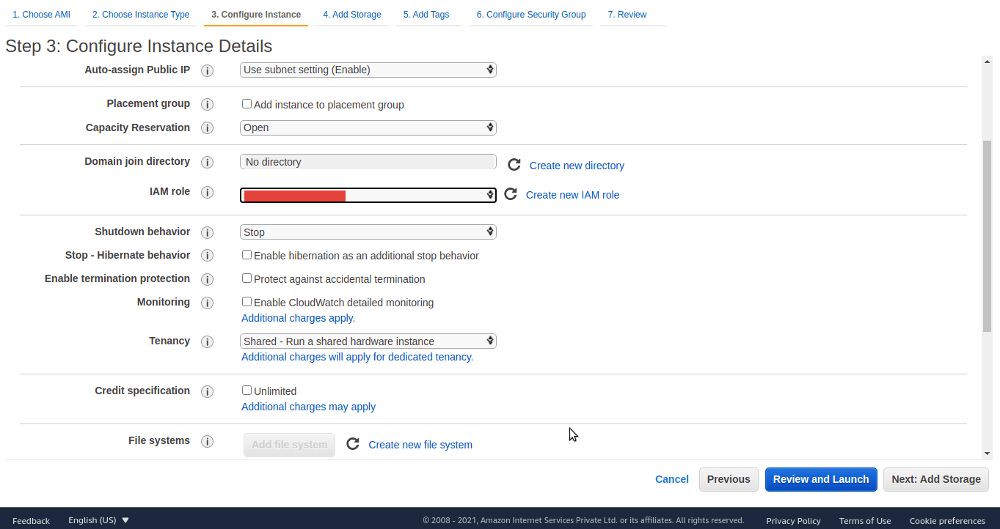 1. Choose AMI 2. Choose Instance Type 3. Configure Instance 4. Add Storage 5. Add Tags 6. Configure Security Group 7. Review
Step 3: Configure Instance Details
Auto-assign Public IP i Use subnet setting (Enable)
Placement group i Add instance to placement group
Capacity Reservation i Open
Domain join directory i No directory Create new directory
IAM role i Create new IAM role
Shutdown behavior i Stop
Stop - Hibernate behavior i Enable hibernation as an additional stop behavior
Enable termination protection i Protect against accidental termination
Monitoring i Enable CloudWatch detailed monitoring
Additional charges apply.
Tenancy i Shared - Run a shared hardware instance
Additional charges will apply for dedicated tenancy.
Credit specification i Unlimited
Additional charges may apply
File systems i Add file system Create new file system
Cancel Previous Review and Launch Next: Add Storage
Feedback English (US) © 2008 - 2021, Amazon Internet Services Private Ltd. or its affiliates. All rights reserved. Privacy Policy Terms of Use Cookie preferences